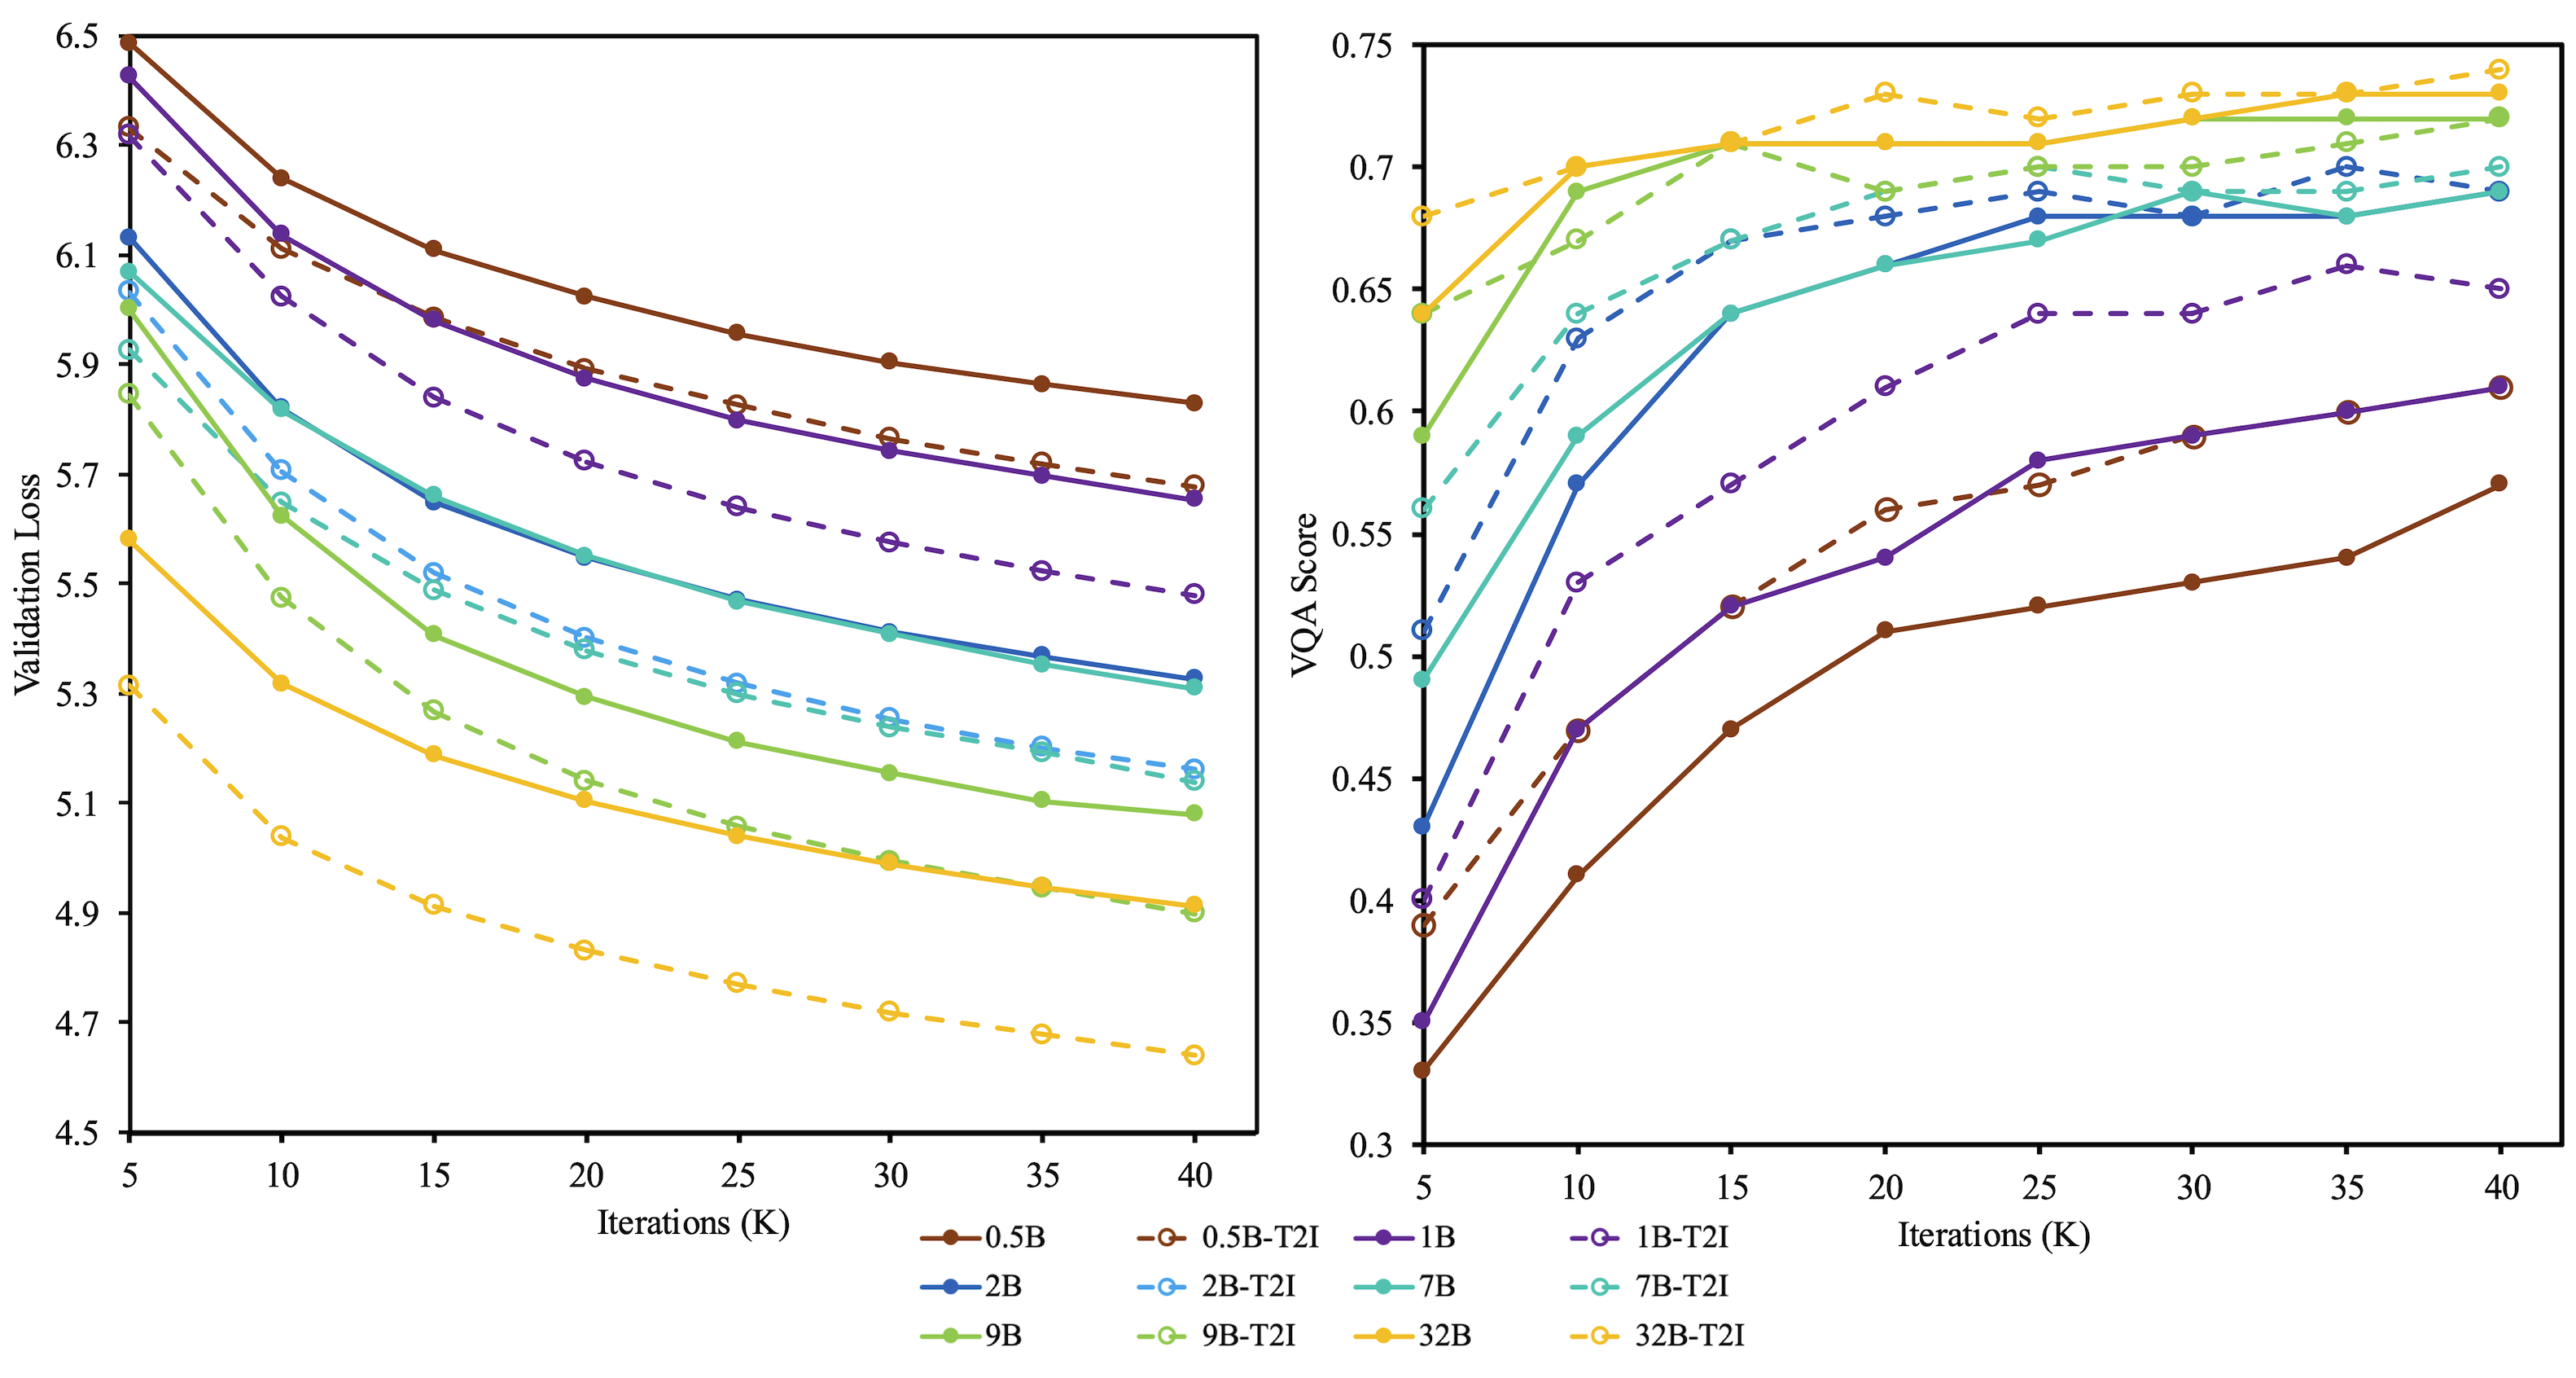 6.5
6.3
6.1
5.9
5.7
5.5
5.3
5.1
4.9
4.7
4.5
Validation Loss
5 10 15 20 25 30 35 40
Iterations (K)
0.75
0.7
0.65
0.6
0.55
0.5
0.45
0.4
0.35
0.3
VQA Score
5 10 15 20 25 30 35 40
Iterations (K)
0.5B 0.5B-T2I 1B 1B-T2I
2B 2B-T2I 7B 7B-T2I
9B 9B-T2I 32B 32B-T2I